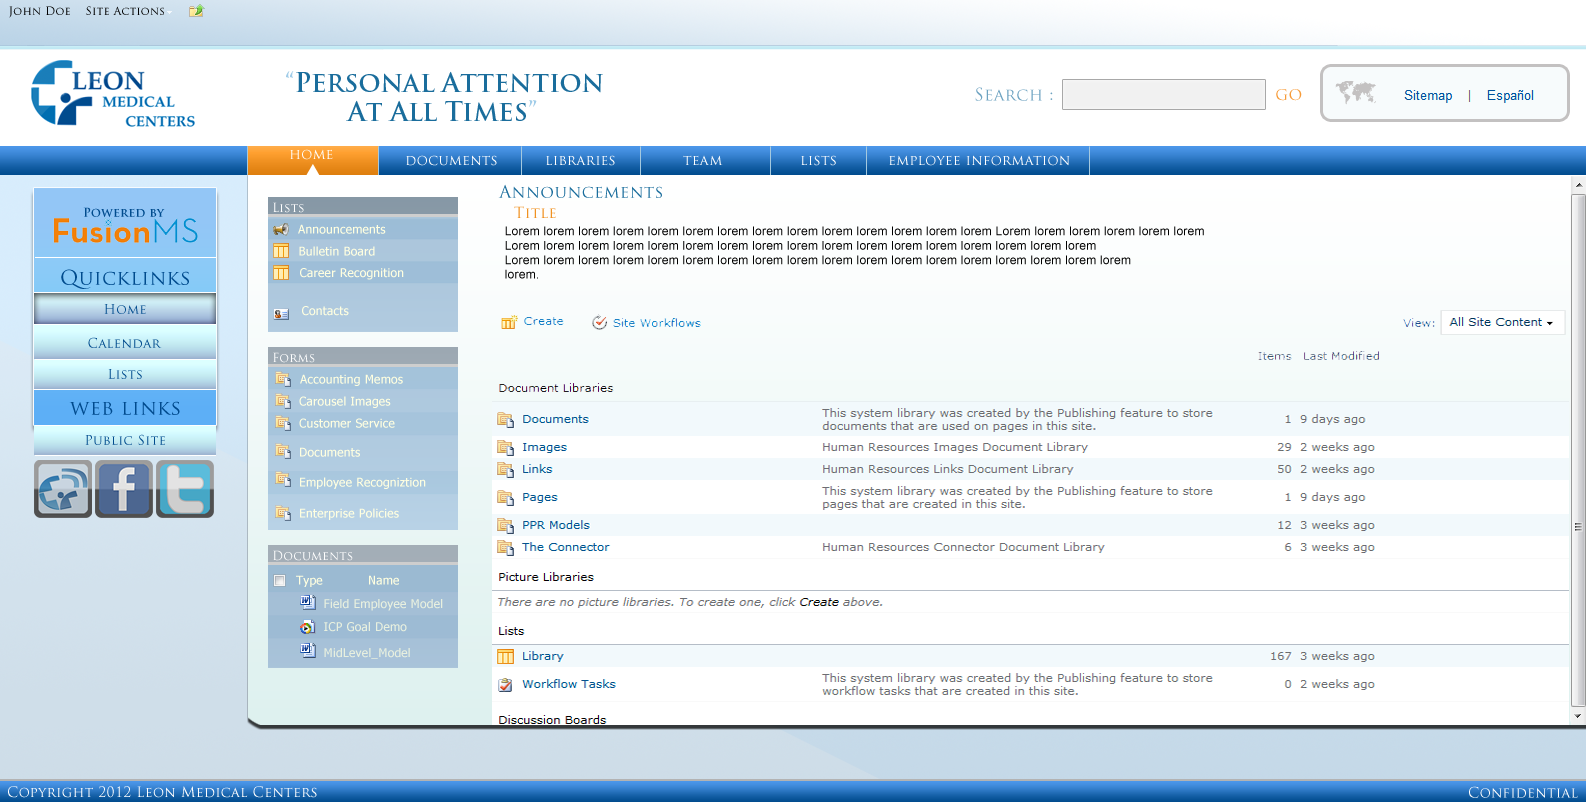 John Doe Site Actions
LEON
MEDICAL
CENTERS
“Personal Attention
At All Times”
Search :
GO
Sitemap | Español
HOME
DOCUMENTS
LIBRARIES
TEAM
LISTS
EMPLOYEE INFORMATION
Powered by
FusionMS
Quicklinks
Home
Calendar
Lists
WEB LINKS
Public Site
Lists
Announcements
Bulletin Board
Career Recognition
Contacts
Forms
Accounting Memos
Carousel Images
Customer Service
Documents
Employee Recogniztion
Enterprise Policies
Documents
Type Name
Field Employee Model
ICP Goal Demo
MidLevel_Model
Announcements
Title
Lorem lorem lorem lorem lorem lorem lorem lorem lorem lorem lorem lorem lorem lorem Lorem lorem lorem lorem lorem lorem
Lorem lorem lorem lorem lorem lorem lorem lorem lorem lorem lorem lorem lorem lorem lorem lorem lorem
Lorem lorem lorem lorem lorem lorem lorem lorem lorem lorem lorem lorem lorem lorem lorem lorem lorem lorem
lorem.
Create Site Workflows
View: All Site Content
Items Last Modified
Document Libraries
Documents This system library was created by the Publishing feature to store 1 9 days ago
documents that are used on pages in this site.
Images Human Resources Images Document Library 29 2 weeks ago
Links Human Resources Links Document Library 50 2 weeks ago
Pages This system library was created by the Publishing feature to store 1 9 days ago
pages that are created in this site.
PPR Models 12 3 weeks ago
The Connector Human Resources Connector Document Library 6 3 weeks ago
Picture Libraries
There are no picture libraries. To create one, click Create above.
Lists
Library 167 3 weeks ago
Workflow Tasks This system library was created by the Publishing feature to store 0 2 weeks ago
workflow tasks that are created in this site.
Discussion Boards
Copyright 2012 Leon Medical Centers
Confidential